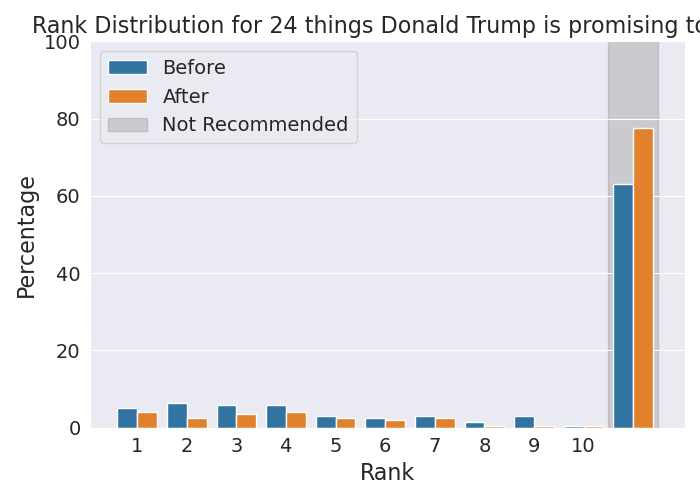 Rank Distribution for 24 things Donald Trump is promising to
100
80
60
40
20
0
Percentage
Before
After
Not Recommended
1 2 3 4 5 6 7 8 9 10
Rank